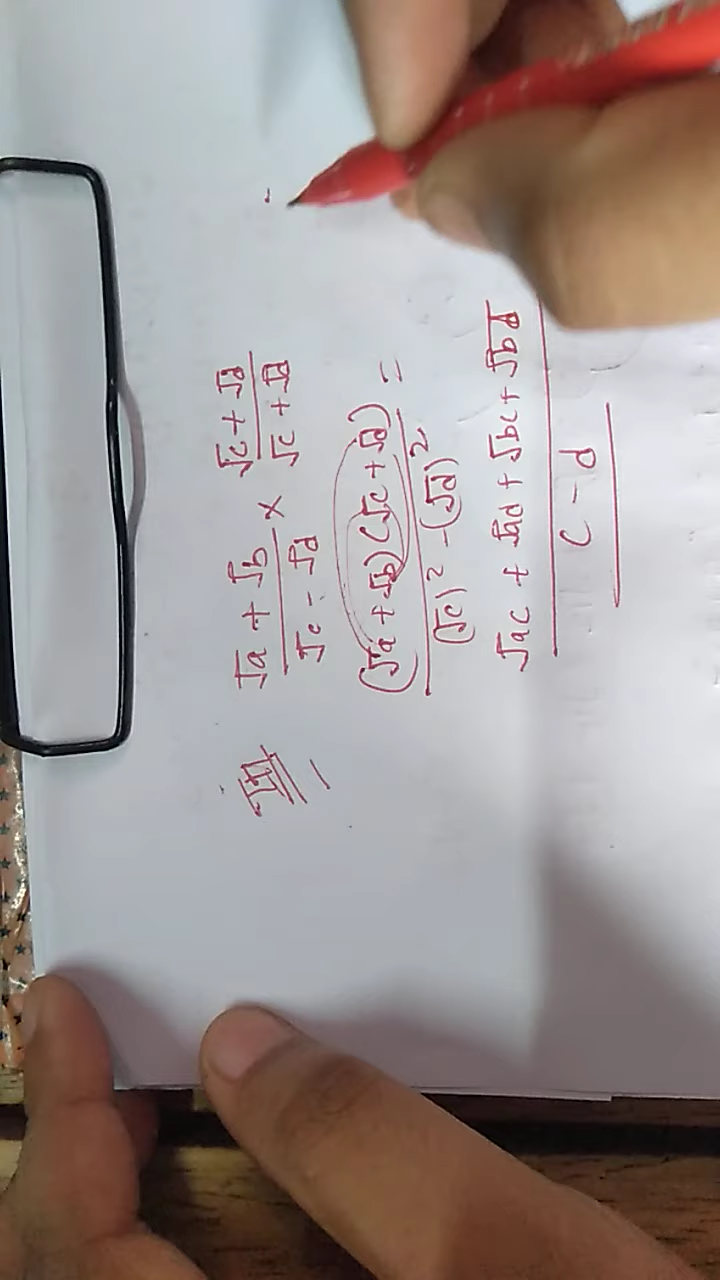 III  (√a + √b)/(√c - √d) × (√c + √d)/(√c + √d)
((√a + √b)(√c + √d))/((√c)² - (√d)²) =
(√ac + √ad + √bc + √bd)/(c - d)